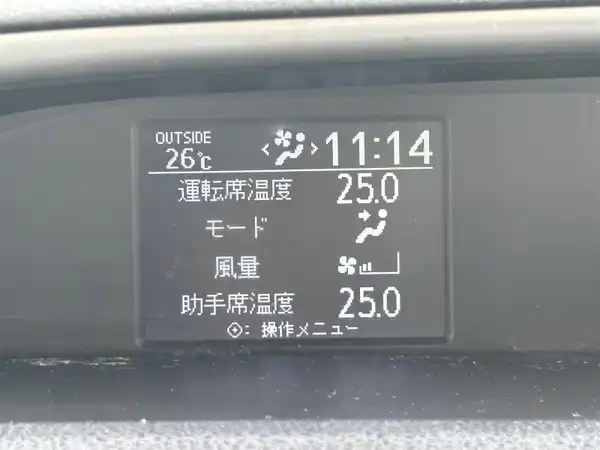 OUTSIDE
26℃
< > 11:14
運転席温度 25.0
モード
風量
助手席温度 25.0
: 操作メニュー